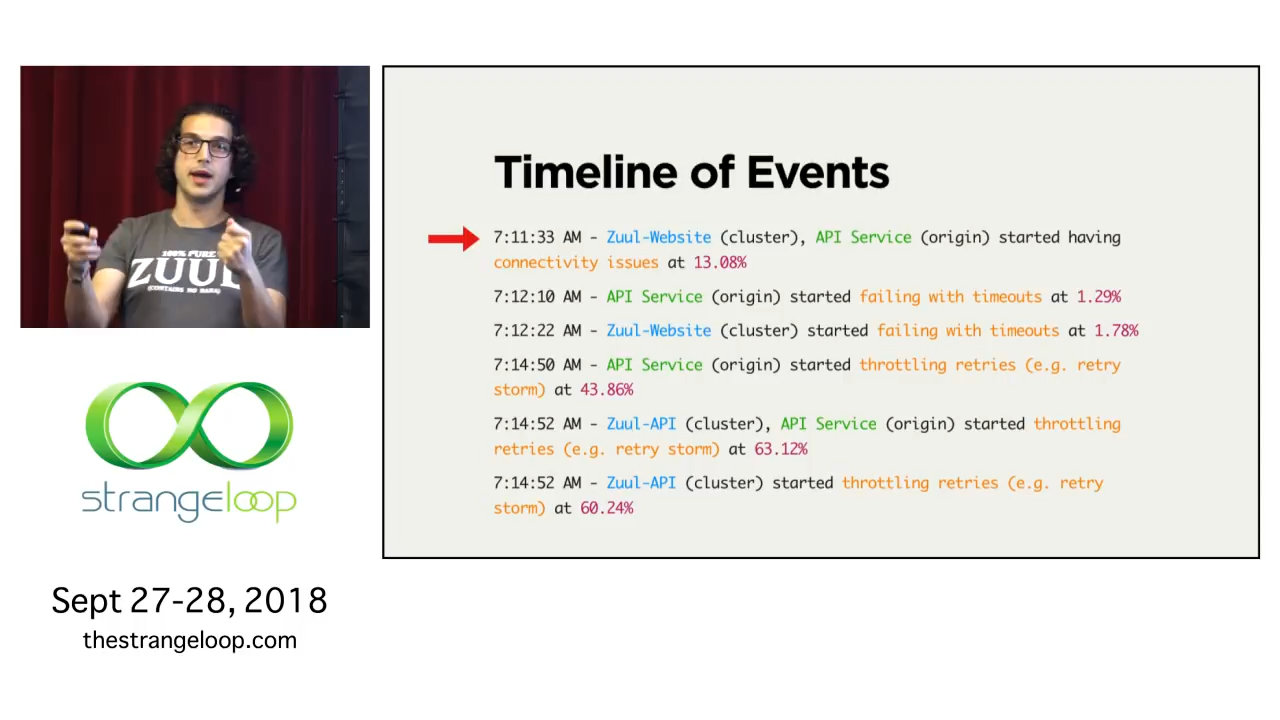 100% PURE
ZUUL
Timeline of Events
7:11:33 AM - Zuul-Website (cluster), API Service (origin) started having
connectivity issues at 13.08%
7:12:10 AM - API Service (origin) started failing with timeouts at 1.29%
7:12:22 AM - Zuul-Website (cluster) started failing with timeouts at 1.78%
7:14:50 AM - API Service (origin) started throttling retries (e.g. retry
storm) at 43.86%
7:14:52 AM - Zuul-API (cluster), API Service (origin) started throttling
retries (e.g. retry storm) at 63.12%
7:14:52 AM - Zuul-API (cluster) started throttling retries (e.g. retry
storm) at 60.24%
strangeloop
Sept 27-28, 2018
thestrangeloop.com